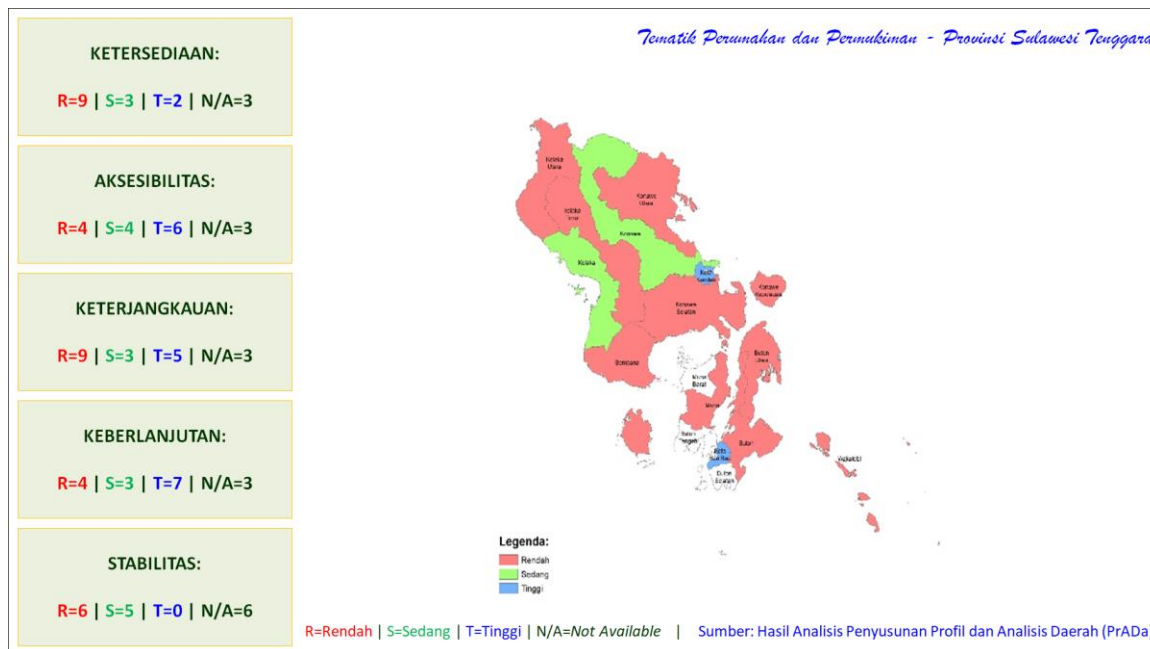 Tematik Perumahan dan Permukiman - Provinsi Sulawesi Tenggara
KETERSEDIAAN:
R=9 | S=3 | T=2 | N/A=3
AKSESIBILITAS:
R=4 | S=4 | T=6 | N/A=3
KETERJANGKAUAN:
R=9 | S=3 | T=5 | N/A=3
KEBERLANJUTAN:
R=4 | S=3 | T=7 | N/A=3
STABILITAS:
R=6 | S=5 | T=0 | N/A=6
Kolaka
Utara
Kolaka
Timur
Konawe
Utara
Konawe
Kolaka
Kota
Kendari
Konawe
Kepulauan
Konawe
Selatan
Bombana
Muna
Barat
Buton
Utara
Muna
Buton
Tengah
Buton
Kota
Bau Bau
Buton
Selatan
Wakatobi
Legenda:
Rendah
Sedang
Tinggi
R=Rendah | S=Sedang | T=Tinggi | N/A=Not Available | Sumber: Hasil Analisis Penyusunan Profil dan Analisis Daerah (PrADa)